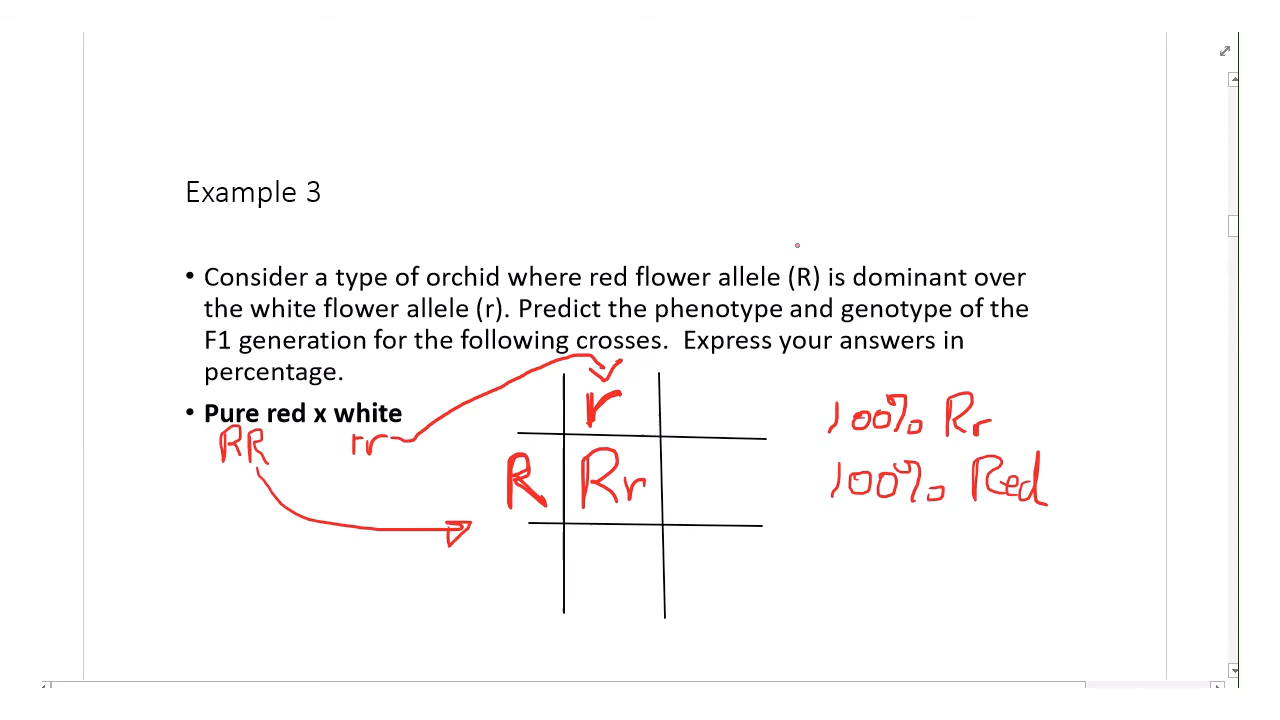 Example 3
• Consider a type of orchid where red flower allele (R) is dominant over
the white flower allele (r). Predict the phenotype and genotype of the
F1 generation for the following crosses. Express your answers in
percentage.
• Pure red x white
RR rr
r
R Rr
100% Rr
100% Red